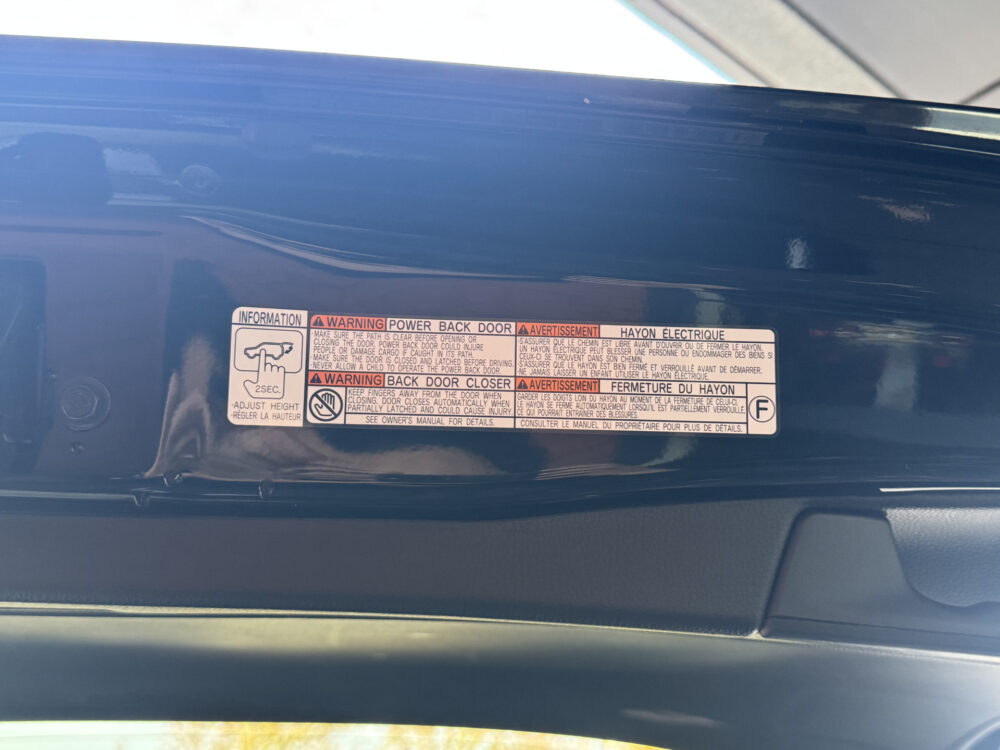 INFORMATION
2SEC.
-ADJUST HEIGHT
-RÉGLER LA HAUTEUR
WARNING POWER BACK DOOR
-MAKE SURE THE PATH IS CLEAR BEFORE OPENING OR
CLOSING THE DOOR. POWER BACK DOOR COULD INJURE
PEOPLE OR DAMAGE CARGO IF CAUGHT IN ITS PATH.
-MAKE SURE THE DOOR IS CLOSED AND LATCHED BEFORE DRIVING.
-NEVER ALLOW A CHILD TO OPERATE THE POWER BACK DOOR.
WARNING BACK DOOR CLOSER
KEEP FINGERS AWAY FROM THE DOOR WHEN
CLOSING. DOOR CLOSES AUTOMATICALLY WHEN
PARTIALLY LATCHED AND COULD CAUSE INJURY.
SEE OWNER'S MANUAL FOR DETAILS.
AVERTISSEMENT HAYON ÉLECTRIQUE
S'ASSURER QUE LE CHEMIN EST LIBRE AVANT D'OUVRIR OU DE FERMER LE HAYON.
UN HAYON ÉLECTRIQUE PEUT BLESSER UNE PERSONNE OU ENDOMMAGER DES BIENS SI
CEUX-CI SE TROUVENT DANS SON CHEMIN.
S'ASSURER QUE LE HAYON EST BIEN FERMÉ ET VERROUILLÉ AVANT DE DÉMARRER.
NE JAMAIS LAISSER UN ENFANT UTILISER LE HAYON ÉLECTRIQUE.
AVERTISSEMENT FERMETURE DU HAYON
GARDER LES DOIGTS LOIN DU HAYON AU MOMENT DE LA FERMETURE DE CELUI-CI.
LE HAYON SE FERME AUTOMATIQUEMENT LORSQU'IL EST PARTIELLEMENT VERROUILLÉ,
CE QUI POURRAIT ENTRAINER DES BLESSURES.
CONSULTER LE MANUEL DU PROPRIÉTAIRE POUR PLUS DE DÉTAILS.
F